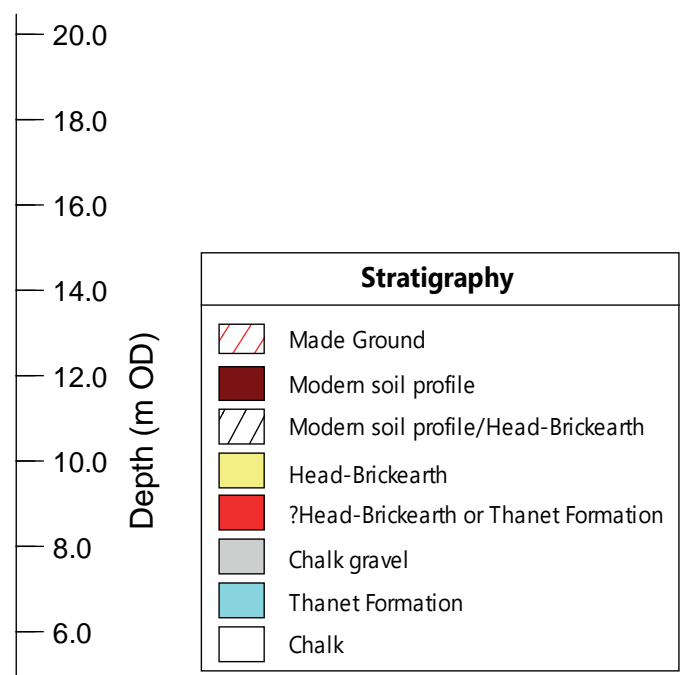 20.0
18.0
16.0
14.0
12.0
10.0
8.0
6.0
Depth (m OD)
Stratigraphy
Made Ground
Modern soil profile
Modern soil profile/Head-Brickearth
Head-Brickearth
?Head-Brickearth or Thanet Formation
Chalk gravel
Thanet Formation
Chalk